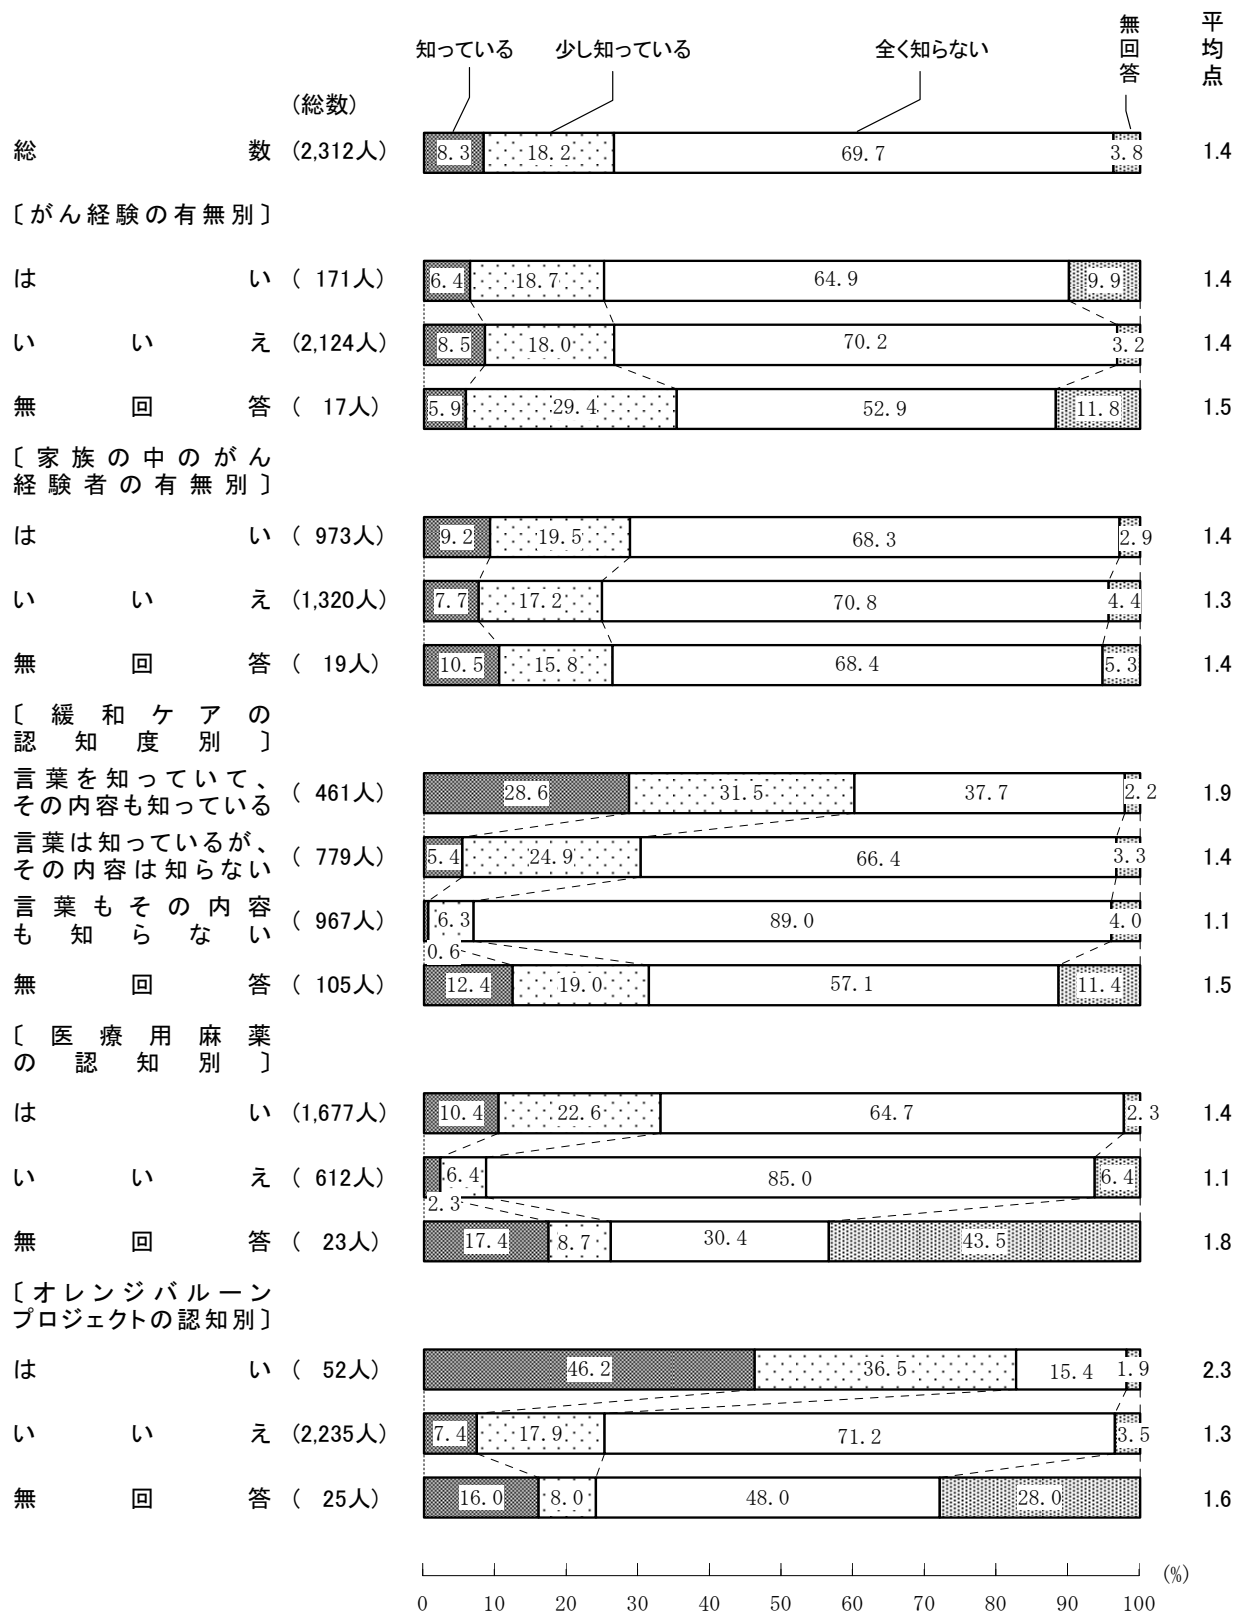 知っている 少し知っている 全く知らない 無回答 平均点
(総数)
総数 (2,312人) 8.3 18.2 69.7 3.8 1.4
〔がん経験の有無別〕
はい ( 171人) 6.4 18.7 64.9 9.9 1.4
いいえ (2,124人) 8.5 18.0 70.2 3.2 1.4
無回答 ( 17人) 5.9 29.4 52.9 11.8 1.5
〔家族の中のがん
経験者の有無別〕
はい ( 973人) 9.2 19.5 68.3 2.9 1.4
いいえ (1,320人) 7.7 17.2 70.8 4.4 1.3
無回答 ( 19人) 10.5 15.8 68.4 5.3 1.4
〔緩和ケアの
認知度別〕
言葉を知っていて、
その内容も知っている ( 461人) 28.6 31.5 37.7 2.2 1.9
言葉は知っているが、
その内容は知らない ( 779人) 5.4 24.9 66.4 3.3 1.4
言葉もその内容
も知らない ( 967人) 0.6 6.3 89.0 4.0 1.1
無回答 ( 105人) 12.4 19.0 57.1 11.4 1.5
〔医療用麻薬
の認知別〕
はい (1,677人) 10.4 22.6 64.7 2.3 1.4
いいえ ( 612人) 2.3 6.4 85.0 6.4 1.1
無回答 ( 23人) 17.4 8.7 30.4 43.5 1.8
〔オレンジバルーン
プロジェクトの認知別〕
はい ( 52人) 46.2 36.5 15.4 1.9 2.3
いいえ (2,235人) 7.4 17.9 71.2 3.5 1.3
無回答 ( 25人) 16.0 8.0 48.0 28.0 1.6
(%)
0 10 20 30 40 50 60 70 80 90 100